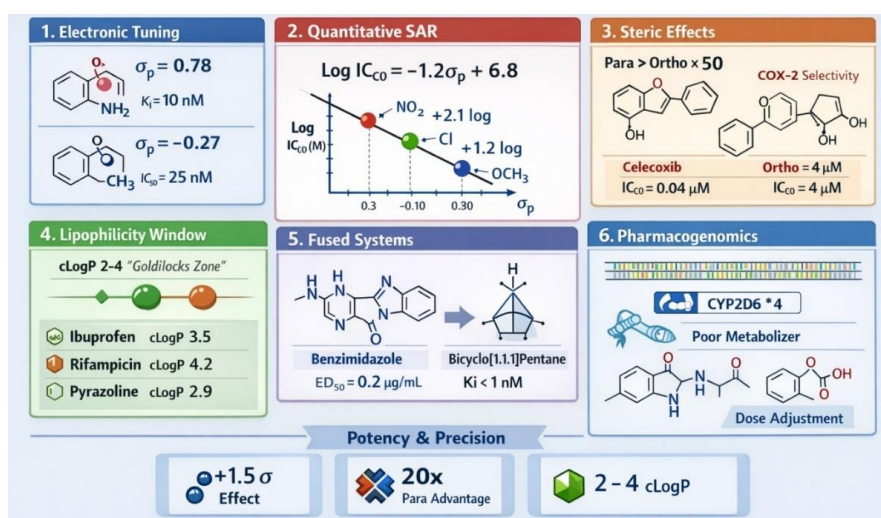 1. Electronic Tuning
O
NH₂
σₚ = 0.78
Kᵢ = 10 nM
O
CH₃
σₚ = −0.27
IC₅₀ = 25 nM
2. Quantitative SAR
Log ICC0 = −1.2σₚ + 6.8
Log
ICC0 (M)
NO₂ +2.1 log
Cl
+1.2 log
OCH₃
0.3 −0.10 0.30 σₚ
3. Steric Effects
Para > Ortho x 50
COX-2 Selectivity
O
OH
O
OH
OH
Celecoxib
ICC0 = 0.04 μM
Ortho = 4 μM
ICC0 = 4 μM
4. Lipophilicity Window
cLogP 2–4 "Goldilocks Zone"
Ibuprofen cLogP 3.5
Rifampicin cLogP 4.2
Pyrazoline cLogP 2.9
5. Fused Systems
H
N
H
N
N
N
N
O
Benzimidazole
ED₅₀ = 0.2 μg/mL
H
Bicyclo[1.1.1]Pentane
Ki < 1 nM
6. Pharmacogenomics
CYP2D6 *4
Poor Metabolizer
O
N
H
H
N
O
O
O
OH
Dose Adjustment
Potency & Precision
+1.5 σ
Effect
20x
Para Advantage
2 – 4 cLogP